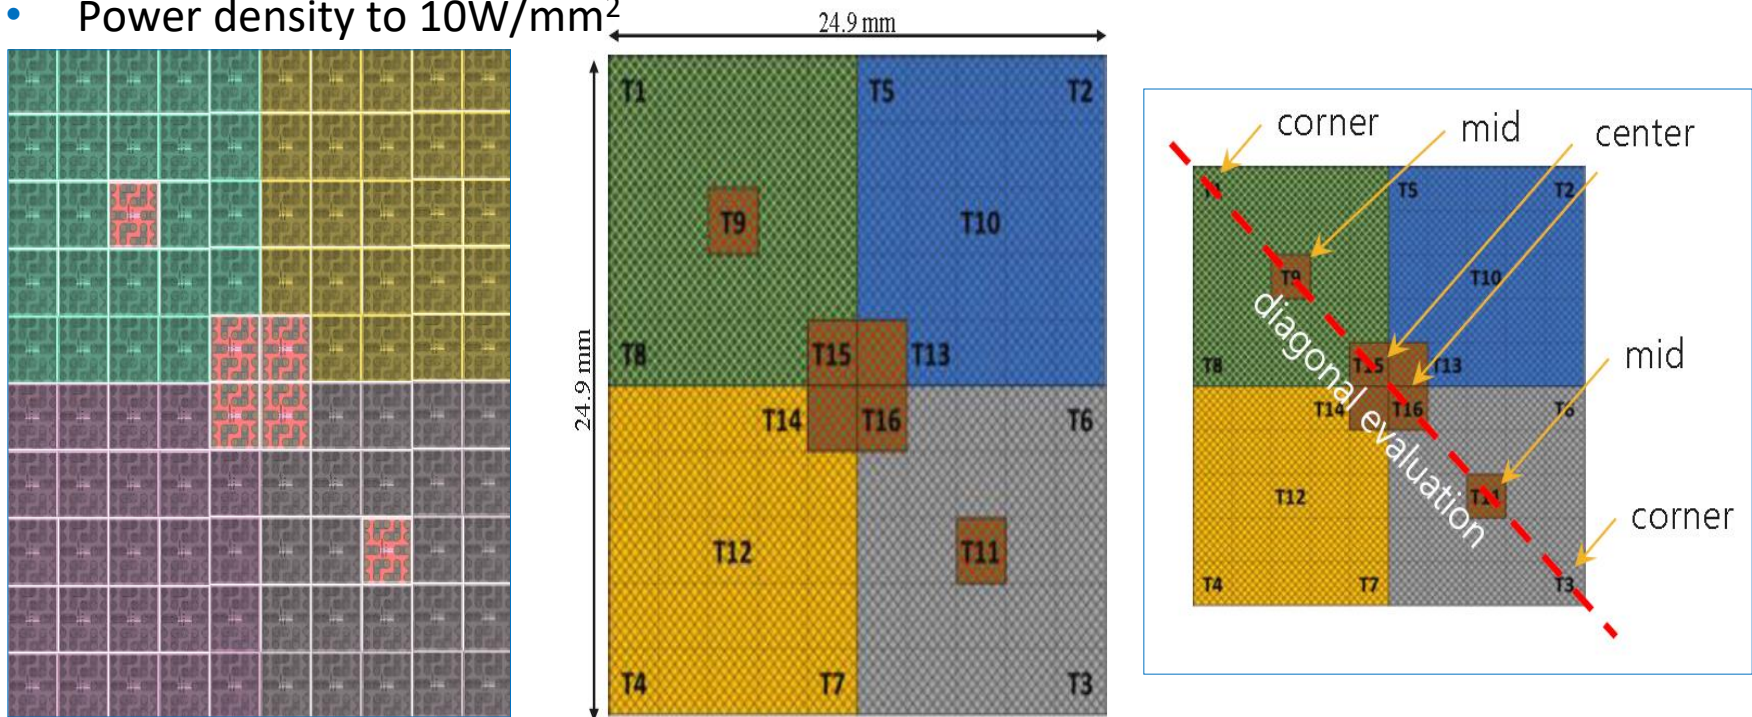 • Power density to 10W/mm²
24.9 mm
24.9 mm
T1 T5 T2
T9 T10
T8 T15 T13
T14 T16 T6
T12 T11
T4 T7 T3
corner mid center
T5 T2
T9 T10
T8 T15 T13
T14 T16 T6
T12 T11
T4 T7 T3
diagonal evaluation
mid
corner